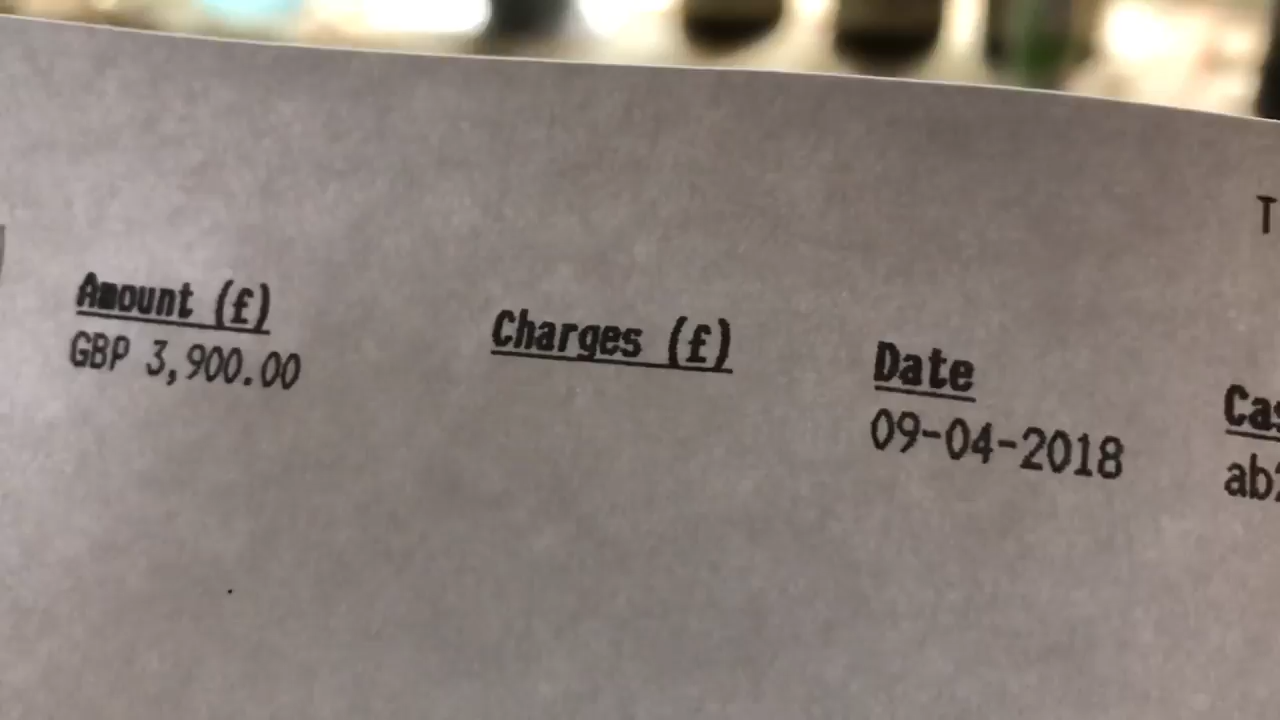 T
Amount (£) Charges (£) Date
GBP 3,900.00 09-04-2018